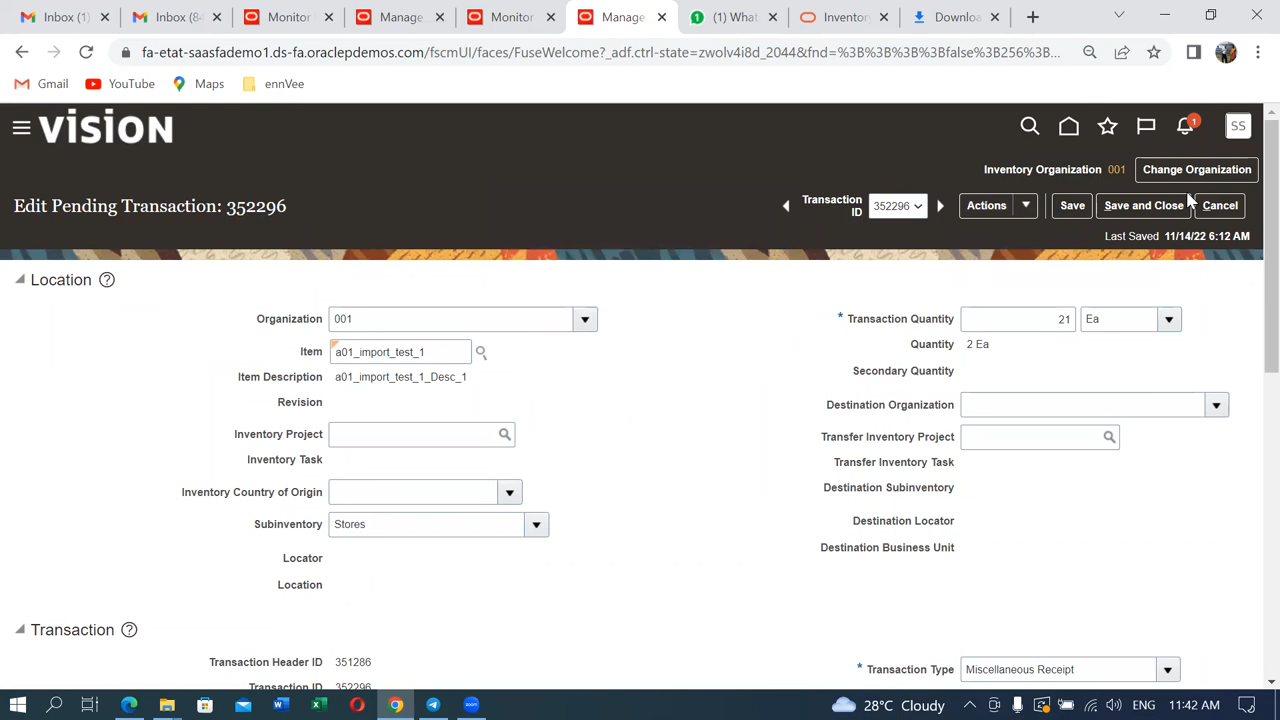 Inbox (1)
Inbox (84
Monitor
Manage
Monitor
Manage
(1) What
Inventor
Downloa
fa-etat-saasfademo1.ds-fa.oraclepdemos.com/fscmUI/faces/FuseWelcome?_adf.ctrl-state=zwolv4i8d_2044&fnd=%3B%3B%3B%3Bfalse%3B256%3B...
Gmail
YouTube
Maps
ennVee
VISION
1
SS
Inventory Organization 001
Change Organization
Edit Pending Transaction: 352296
Transaction ID
352296
Actions
Save
Save and Close
Cancel
Last Saved 11/14/22 6:12 AM
Location
Organization 001
* Transaction Quantity 21 Ea
Item a01_import_test_1
Quantity 2 Ea
Item Description a01_import_test_1_Desc_1
Secondary Quantity
Revision
Destination Organization
Inventory Project
Transfer Inventory Project
Inventory Task
Transfer Inventory Task
Inventory Country of Origin
Destination Subinventory
Subinventory Stores
Destination Locator
Locator
Destination Business Unit
Location
Transaction
Transaction Header ID 351286
* Transaction Type Miscellaneous Receipt
Transaction ID 352296
28°C Cloudy
ENG
11:42 AM